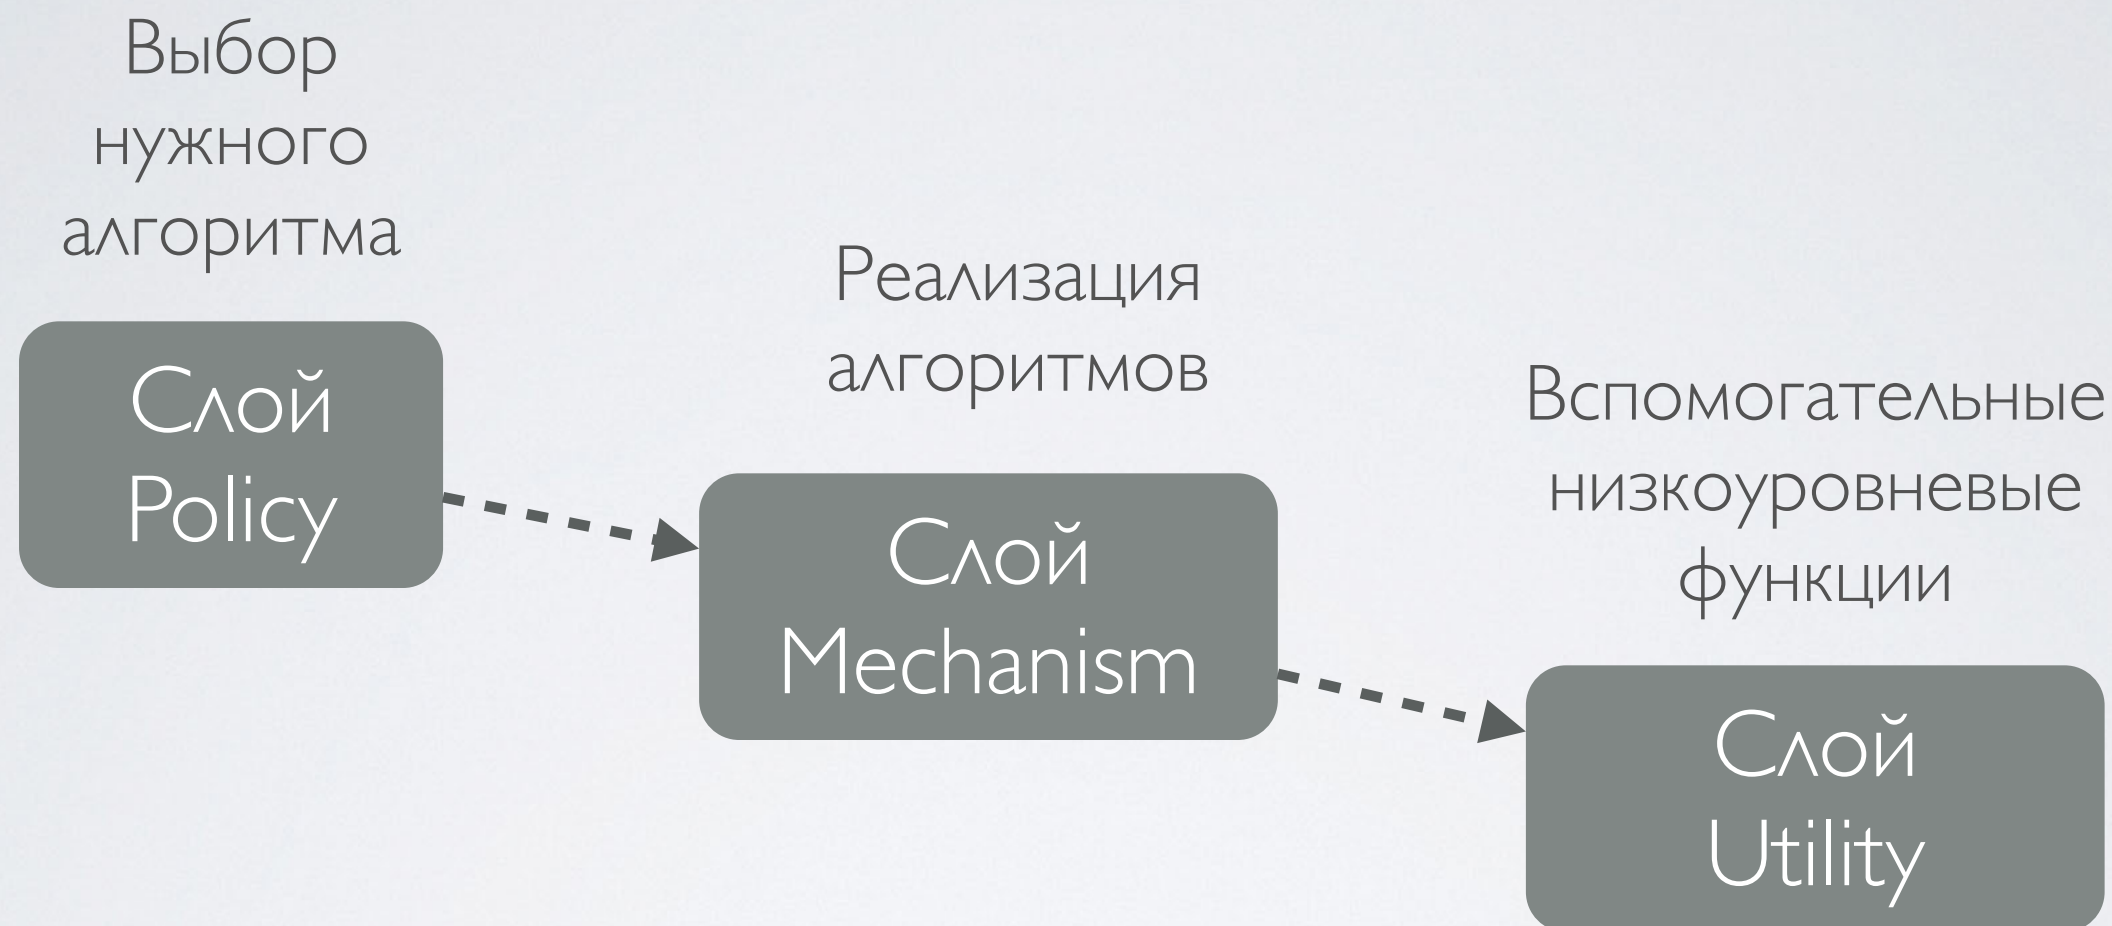 Выбор
нужного
алгоритма
Слой
Policy
Реализация
алгоритмов
Слой
Mechanism
Вспомогательные
низкоуровневые
функции
Слой
Utility